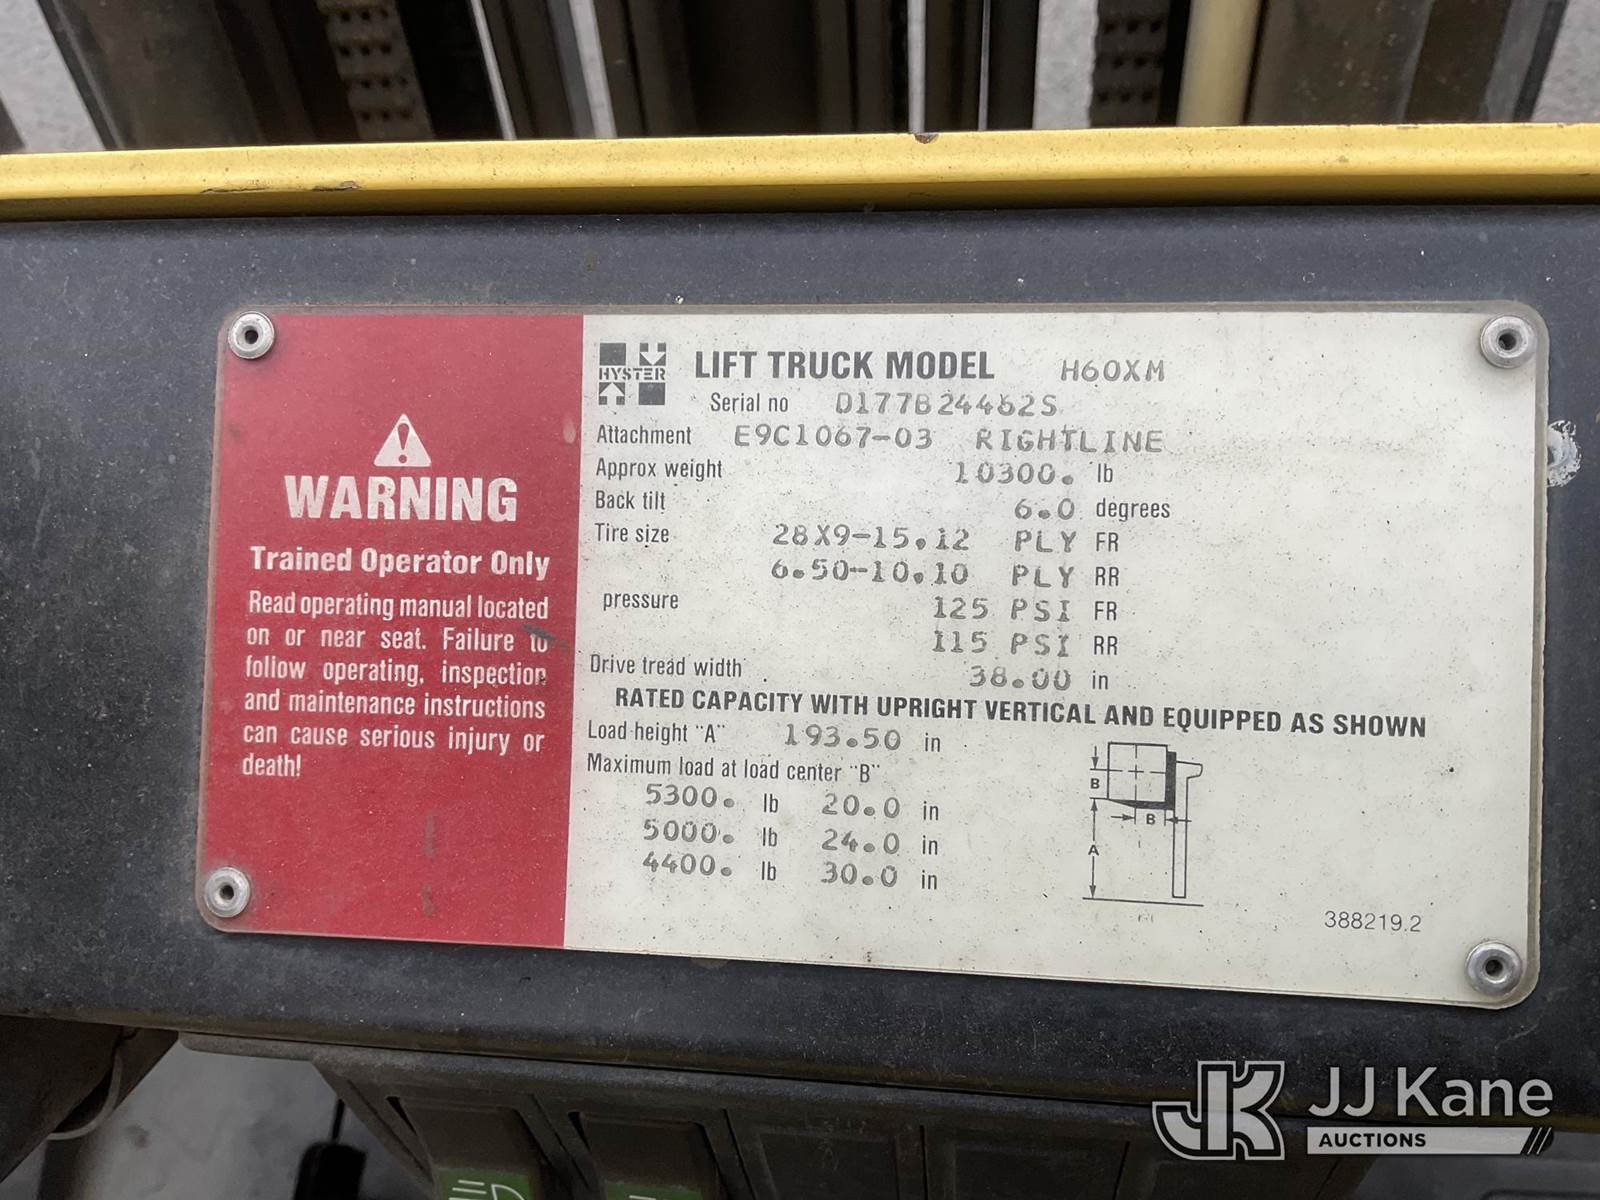 WARNING
Trained Operator Only
Read operating manual located
on or near seat. Failure to
follow operating, inspection
and maintenance instructions
can cause serious injury or
death!
HYSTER
LIFT TRUCK MODEL H60XM
Serial no D177B24462S
Attachment E9C1067-03 RIGHTLINE
Approx weight 10300. lb
Back tilt 6.0 degrees
Tire size 28X9-15,12 PLY FR
6.50-10,10 PLY RR
pressure 125 PSI FR
115 PSI RR
Drive tread width 38.00 in
RATED CAPACITY WITH UPRIGHT VERTICAL AND EQUIPPED AS SHOWN
Load height "A" 193.50 in
Maximum load at load center "B"
5300. lb 20.0 in
5000. lb 24.0 in
4400. lb 30.0 in
B
B
A
388219.2
JK JJ Kane
AUCTIONS